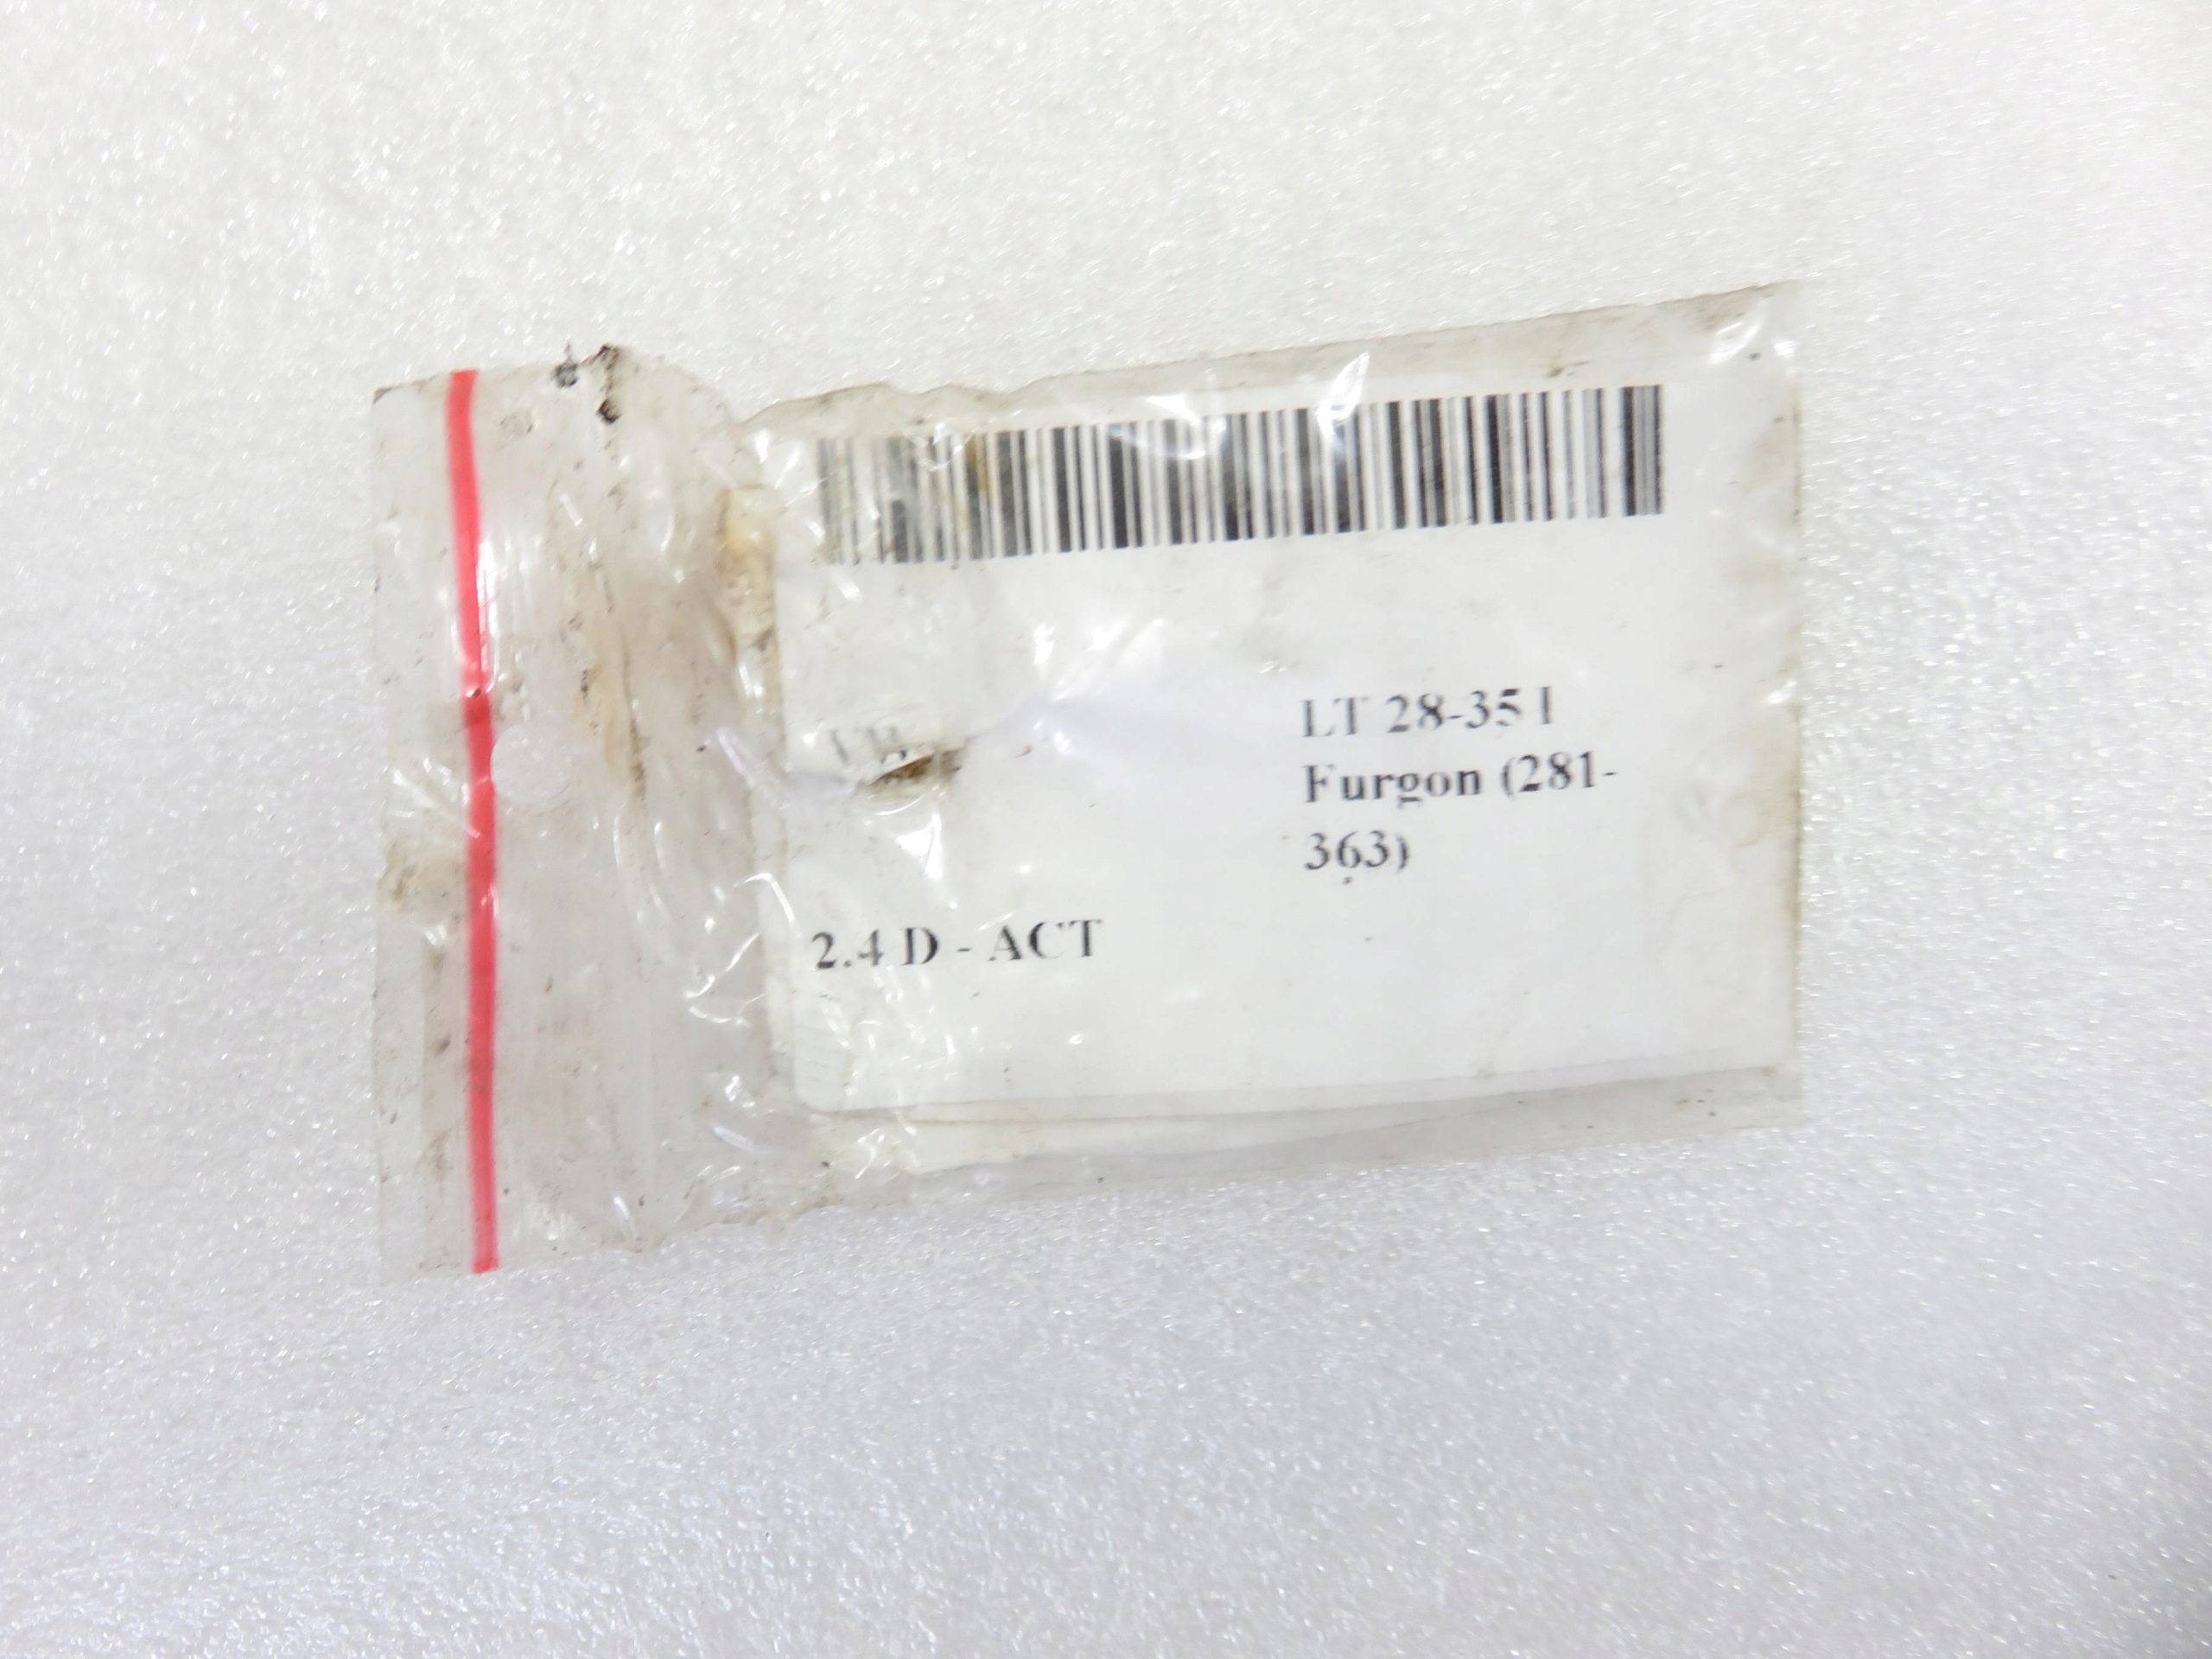 LT 28-35 I
Furgon (281-
363)
2.4 D - ACT